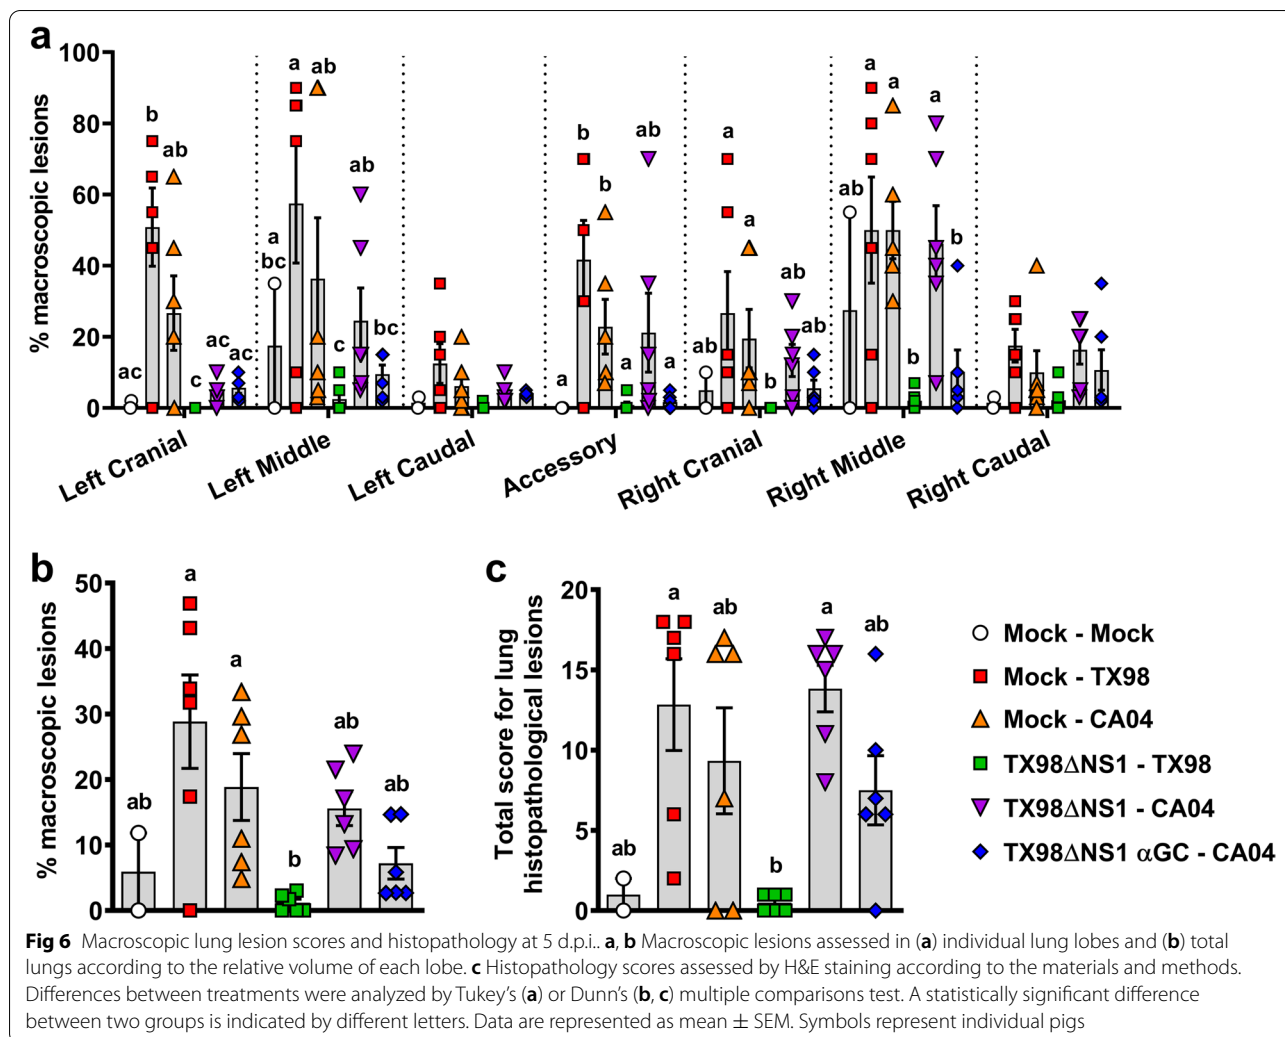 a
100
80
60
40
20
0
% macroscopic lesions
ac
b
ab
c
ac
ac
a
bc
a
ab
c
ab
bc
a
b
b
a
ab
a
ab
a
a
b
ab
ab
ab
a
a
b
a
b
Left Cranial
Left Middle
Left Caudal
Accessory
Right Cranial
Right Middle
Right Caudal
b
50
40
30
20
10
0
% macroscopic lesions
ab
a
a
b
ab
ab
c
20
15
10
5
0
Total score for lung
histopathological lesions
ab
a
ab
b
a
ab
Mock - Mock
Mock - TX98
Mock - CA04
TX98ΔNS1 - TX98
TX98ΔNS1 - CA04
TX98ΔNS1 αGC - CA04
Fig 6 Macroscopic lung lesion scores and histopathology at 5 d.p.i.. a, b Macroscopic lesions assessed in (a) individual lung lobes and (b) total
lungs according to the relative volume of each lobe. c Histopathology scores assessed by H&E staining according to the materials and methods.
Differences between treatments were analyzed by Tukey's (a) or Dunn's (b, c) multiple comparisons test. A statistically significant difference
between two groups is indicated by different letters. Data are represented as mean ± SEM. Symbols represent individual pigs